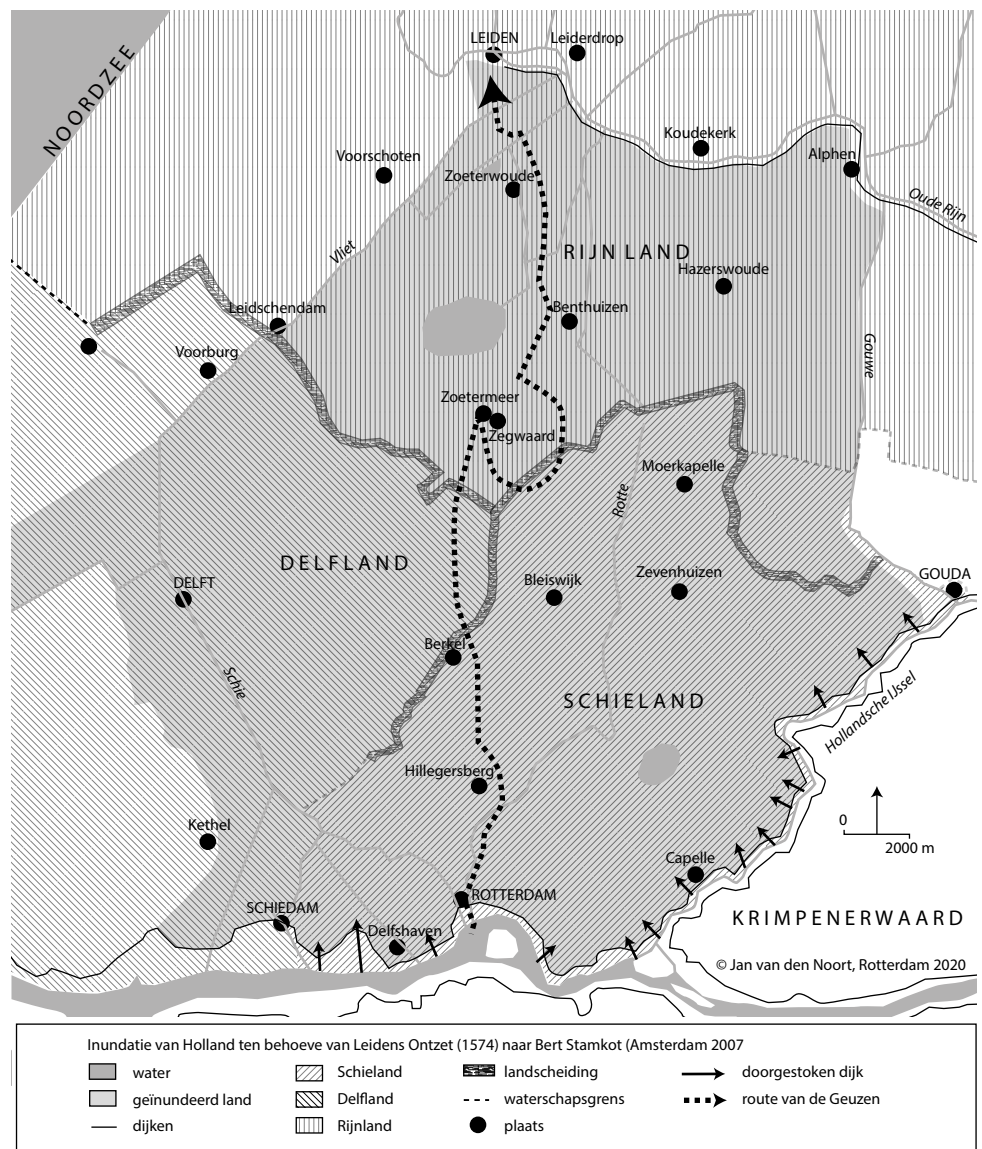 LEIDEN
Leiderdrop
NOORDZEE
Koudekerk
Voorschoten
Alphen
Zoeterwoude
Oude Rijn
Vliet
RIJNLAND
Hazerswoude
Leidschendam
Benthuizen
Gouwe
Voorburg
Zoetermeer
Zegwaard
Moerkapelle
Rotte
DELFLAND
DELFT
Bleiswijk
Zevenhuizen
GOUDA
Berkel
Schie
SCHIELAND
Hollandsche IJssel
Hillegersberg
Kethel
0
2000 m
Capelle
ROTTERDAM
SCHIEDAM
Delfshaven
KRIMPENERWAARD
© Jan van den Noort, Rotterdam 2020
Inundatie van Holland ten behoeve van Leidens Ontzet (1574) naar Bert Stamkot (Amsterdam 2007
water
Schieland
landscheiding
doorgestoken dijk
geïnundeerd land
Delfland
waterschapsgrens
route van de Geuzen
dijken
Rijnland
plaats